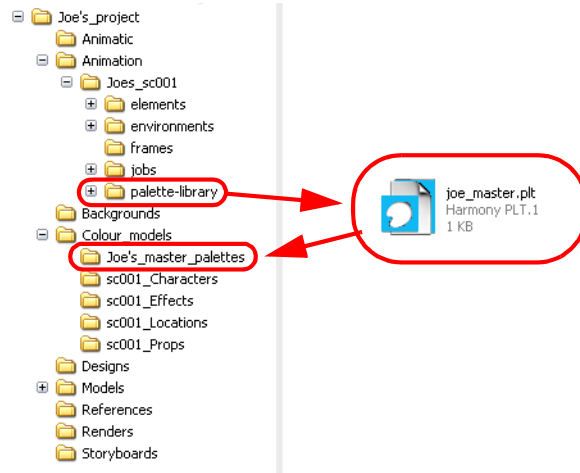 Joe's_project
Animatic
Animation
Joes_sc001
elements
environments
frames
jobs
palette-library
Backgrounds
Colour_models
Joe's_master_palettes
sc001_Characters
sc001_Effects
sc001_Locations
sc001_Props
Designs
Models
References
Renders
Storyboards
joe_master.plt
Harmony PLT.1
1 KB